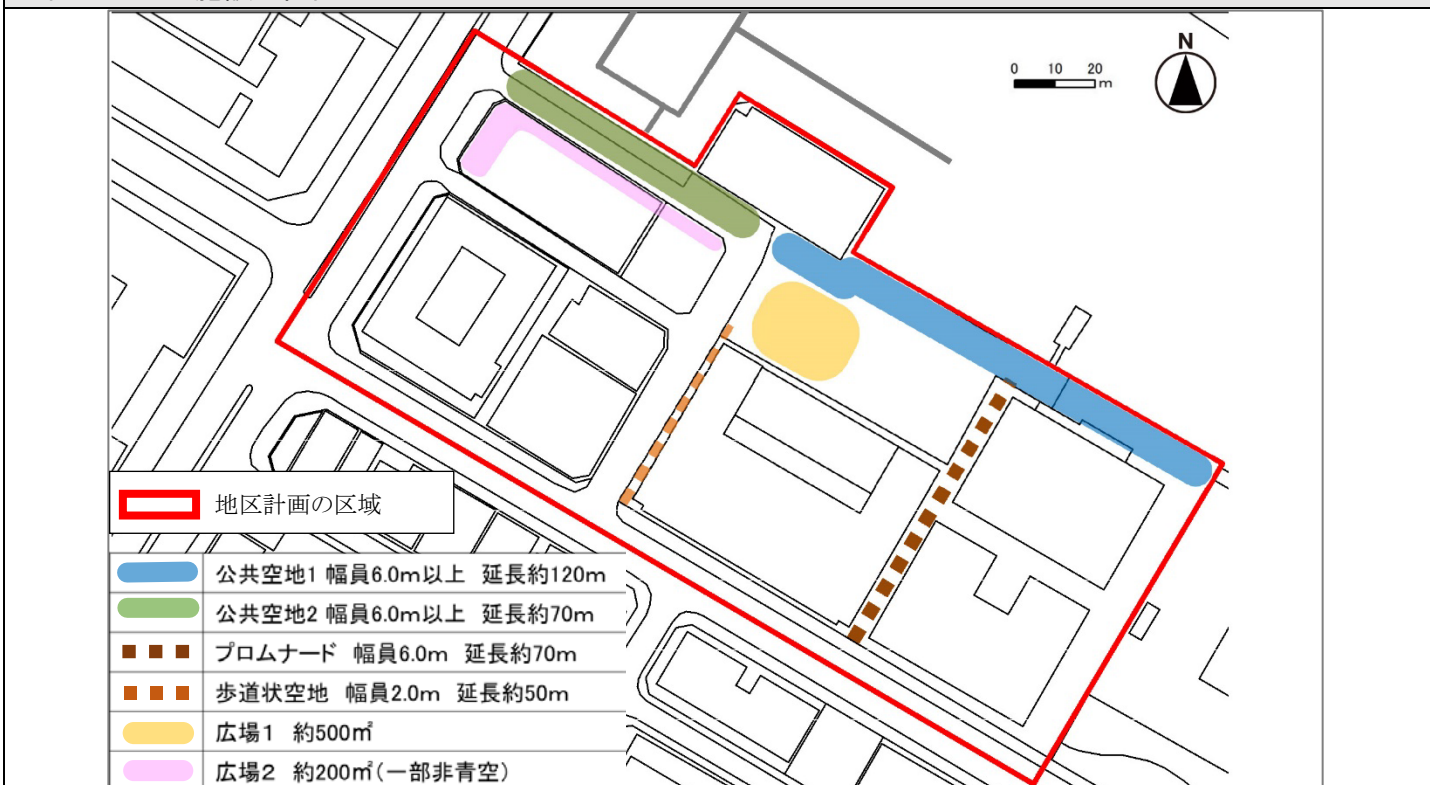 N
0 10 20
m
地区計画の区域
公共空地1 幅員6.0m以上 延長約120m
公共空地2 幅員6.0m以上 延長約70m
プロムナード 幅員6.0m 延長約70m
歩道状空地 幅員2.0m 延長約50m
広場1 約500㎡
広場2 約200㎡(一部非青空)